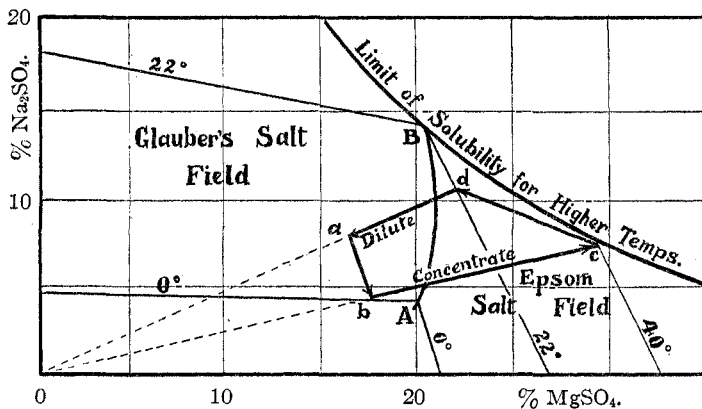 20
% Na₂SO₄.
10
0
10
20
% MgSO₄.
22°
Glauber's Salt
Field
Limit of Solubility for Higher Temps.
B
d
a
Dilute
Concentrate
c
0°
b
A
Epsom
Salt Field
0°
22°
40°